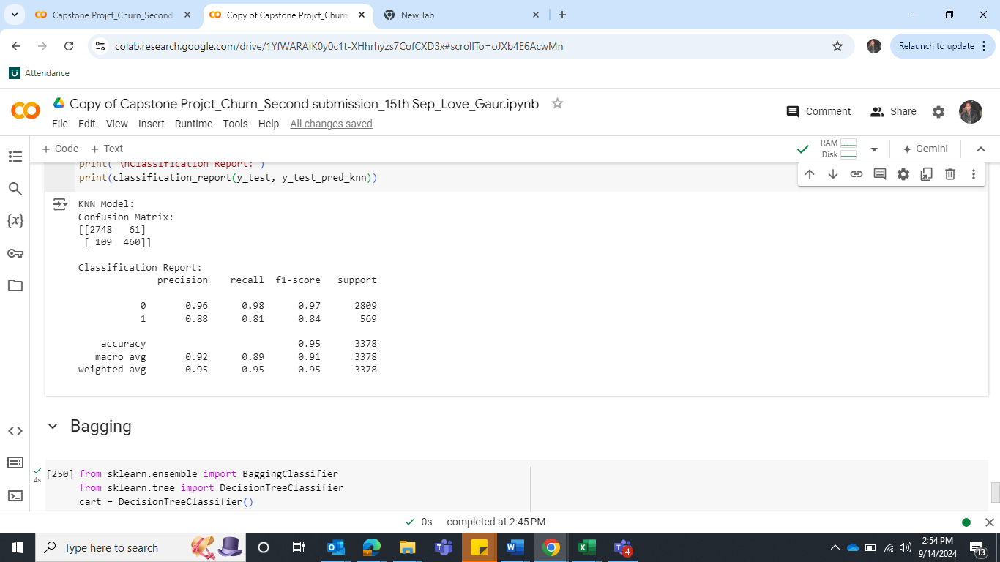 Capstone Projct_Churn_Second
Copy of Capstone Projct_Churn
New Tab
colab.research.google.com/drive/1YfWARAIK0y0c1t-XHhrhyzs7CofCXD3x#scrollTo=oJXb4E6AcwMn
Relaunch to update
Attendance
Copy of Capstone Projct_Churn_Second submission_15th Sep_Love_Gaur.ipynb
Comment
Share
File Edit View Insert Runtime Tools Help All changes saved
+ Code + Text
RAM
Disk
Gemini
print("\nClassification Report:")
print(classification_report(y_test, y_test_pred_knn))
KNN Model:
Confusion Matrix:
[[2748 61]
[ 109 460]]
Classification Report:
precision recall f1-score support
0 0.96 0.98 0.97 2809
1 0.88 0.81 0.84 569
accuracy 0.95 3378
macro avg 0.92 0.89 0.91 3378
weighted avg 0.95 0.95 0.95 3378
Bagging
[250] from sklearn.ensemble import BaggingClassifier
4s
from sklearn.tree import DecisionTreeClassifier
cart = DecisionTreeClassifier()
0s completed at 2:45 PM
Type here to search
4
2:54 PM
9/14/2024
13